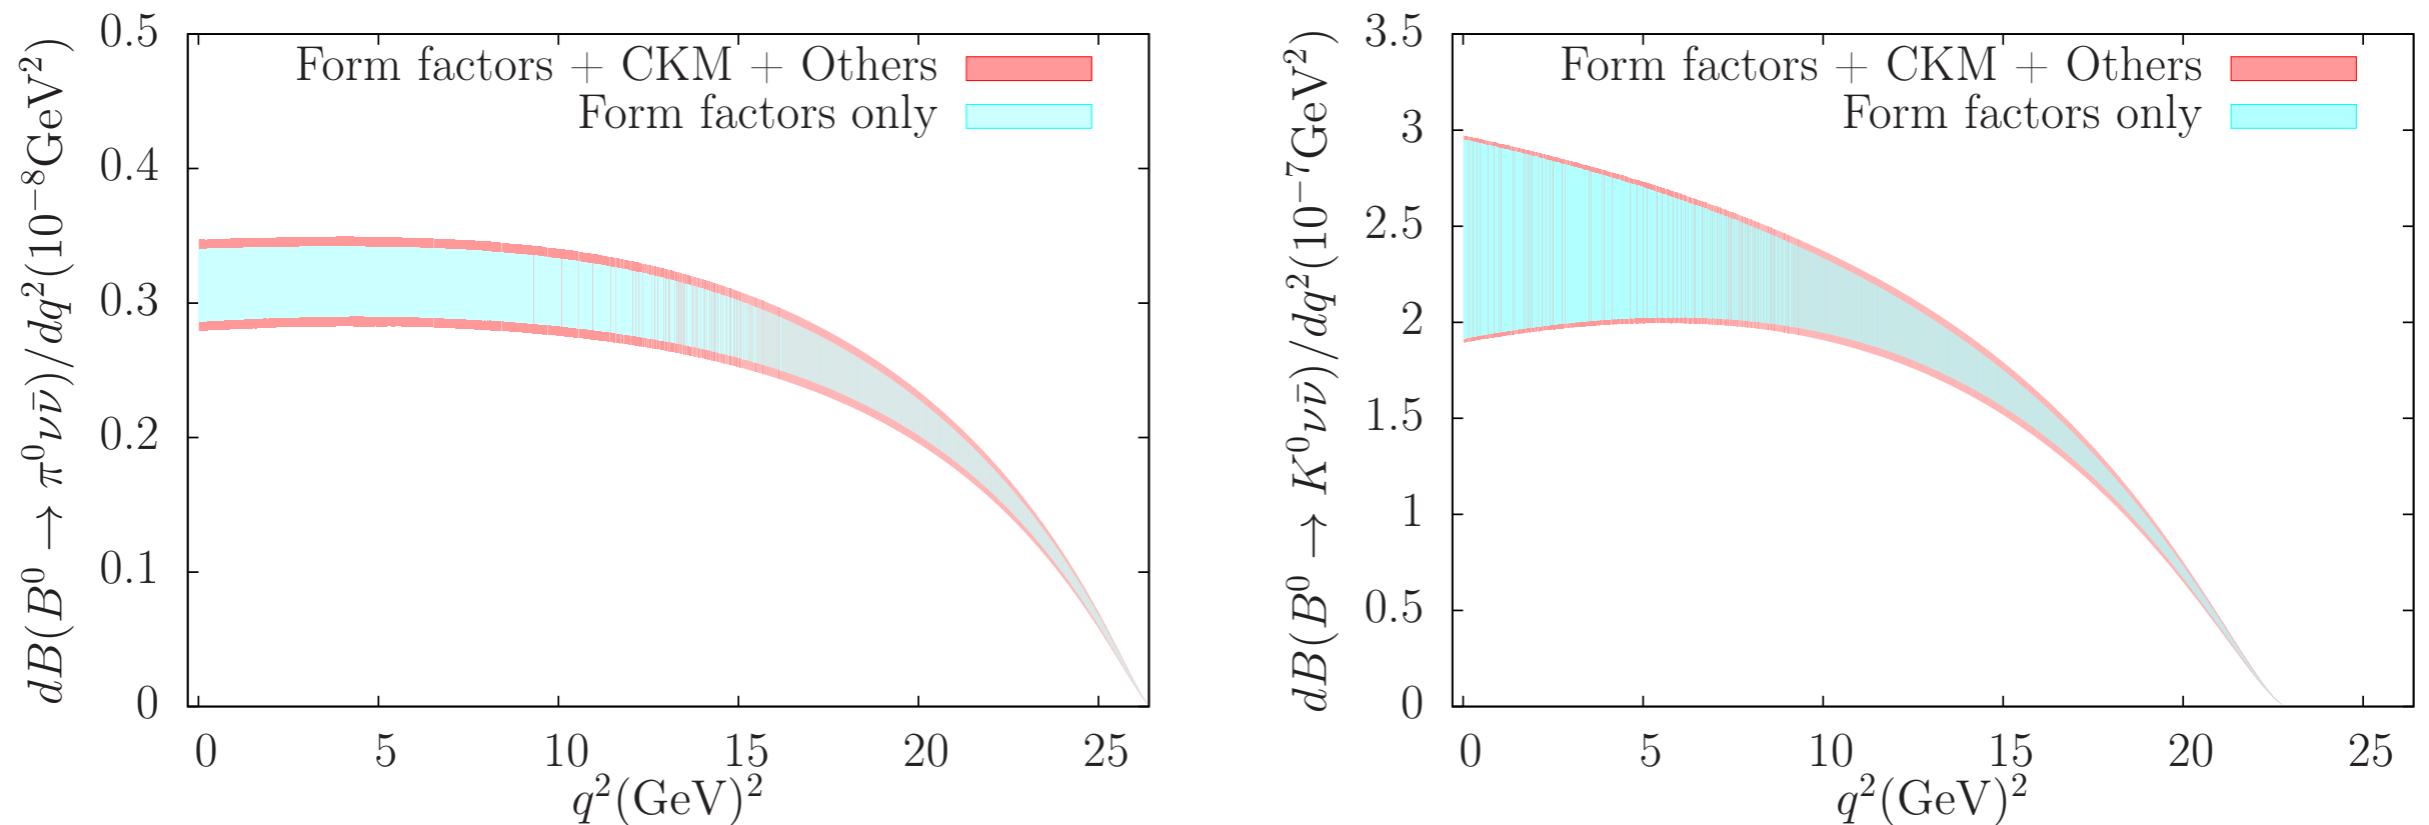 dB(B⁰ → π⁰νν̄)/dq²(10⁻⁸GeV²)
0.5
0.4
0.3
0.2
0.1
0
Form factors + CKM + Others
Form factors only
0 5 10 15 20 25
q²(GeV)²
dB(B⁰ → K⁰νν̄)/dq²(10⁻⁷GeV²)
3.5
3
2.5
2
1.5
1
0.5
0
Form factors + CKM + Others
Form factors only
0 5 10 15 20 25
q²(GeV)²